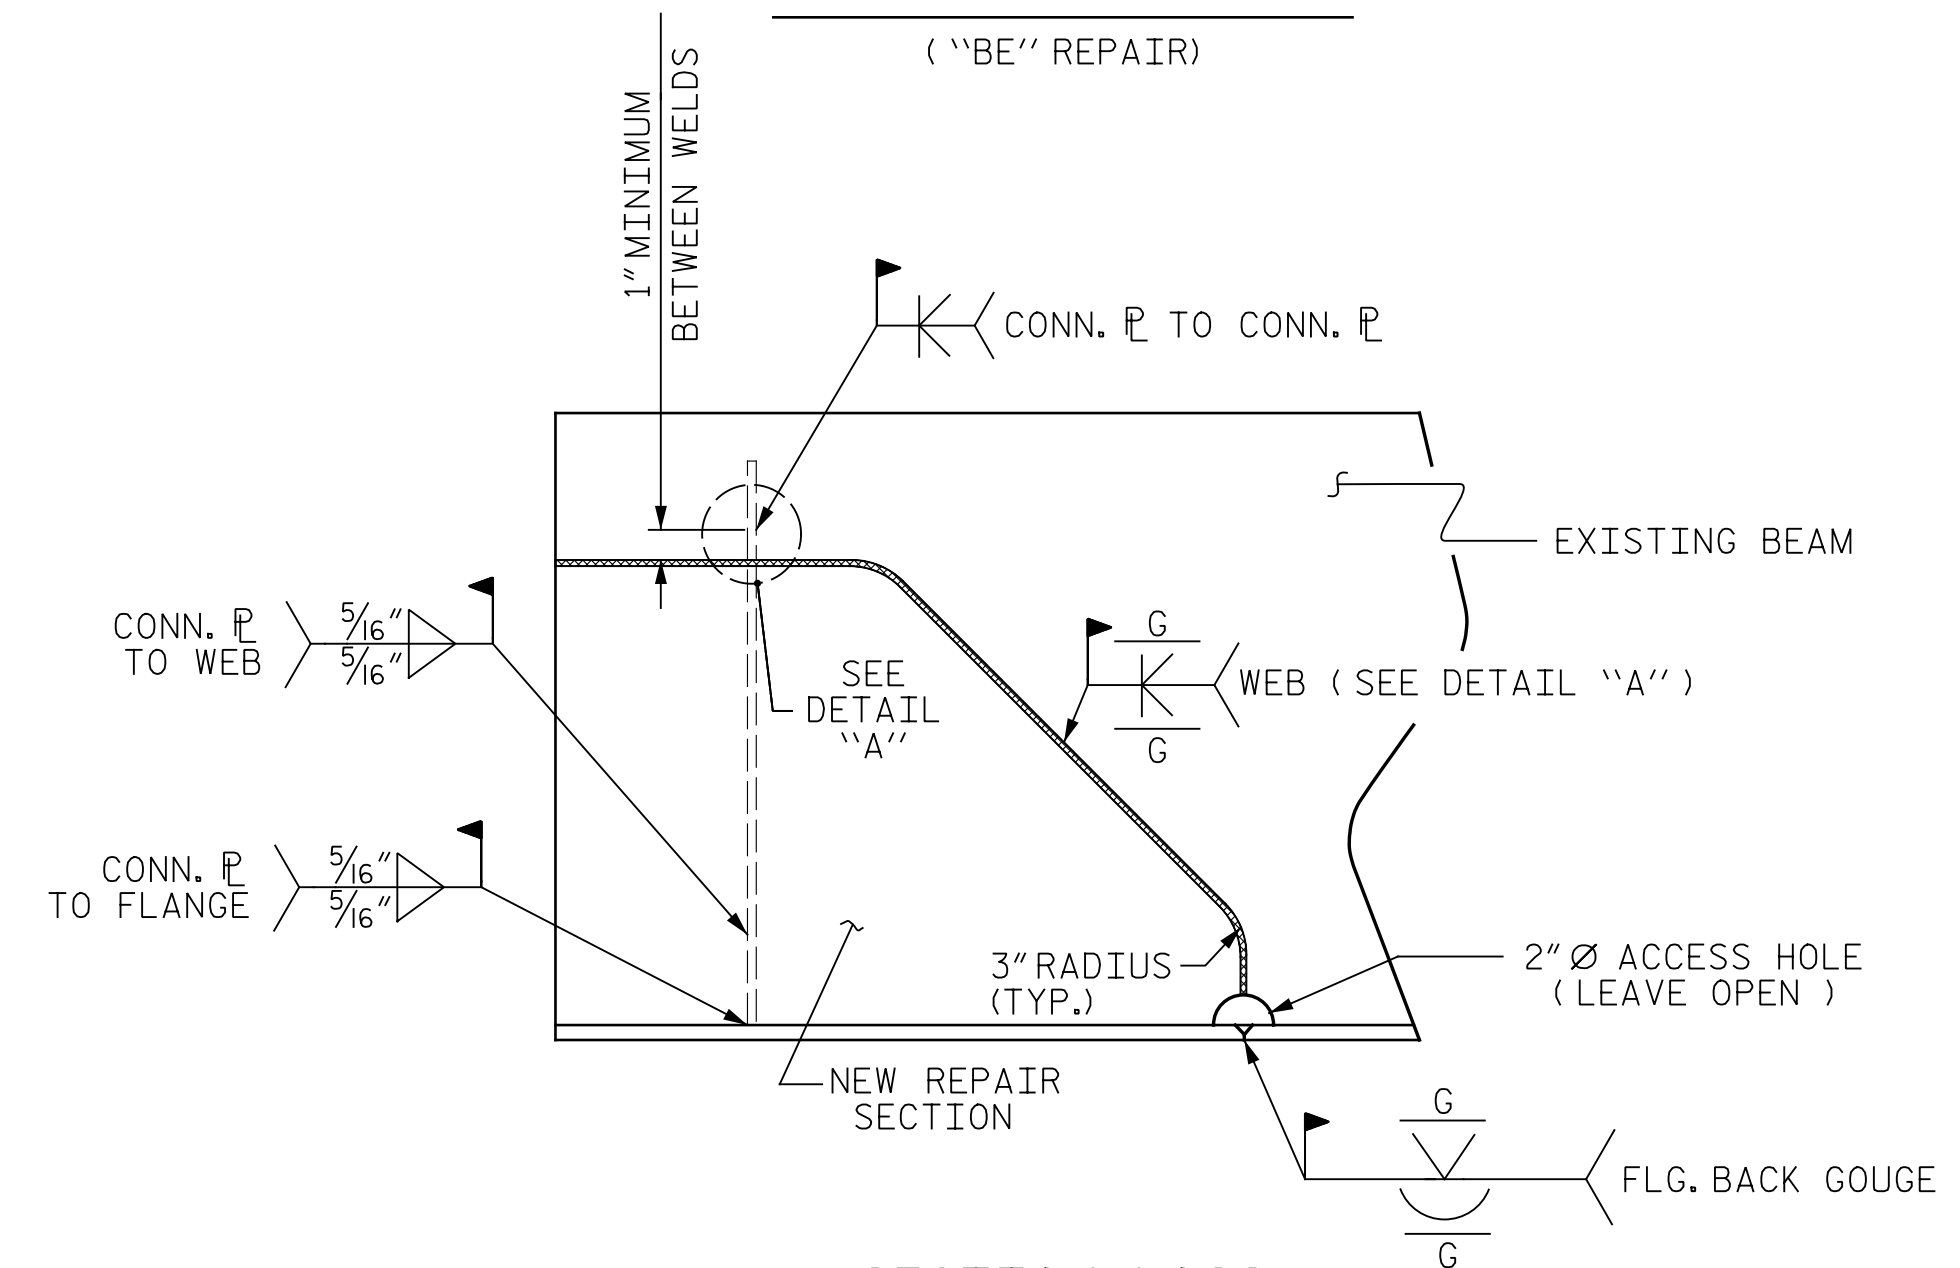 (``BE" REPAIR)
1" MINIMUM
BETWEEN WELDS
CONN. ℙL TO CONN. ℙL
EXISTING BEAM
CONN. ℙL
TO WEB
5/16"
5/16"
SEE
DETAIL
``A"
G
WEB (SEE DETAIL ``A")
G
CONN. ℙL
TO FLANGE
5/16"
5/16"
3" RADIUS
(TYP.)
2" Ø ACCESS HOLE
(LEAVE OPEN)
NEW REPAIR
SECTION
G
FLG. BACK GOUGE
G